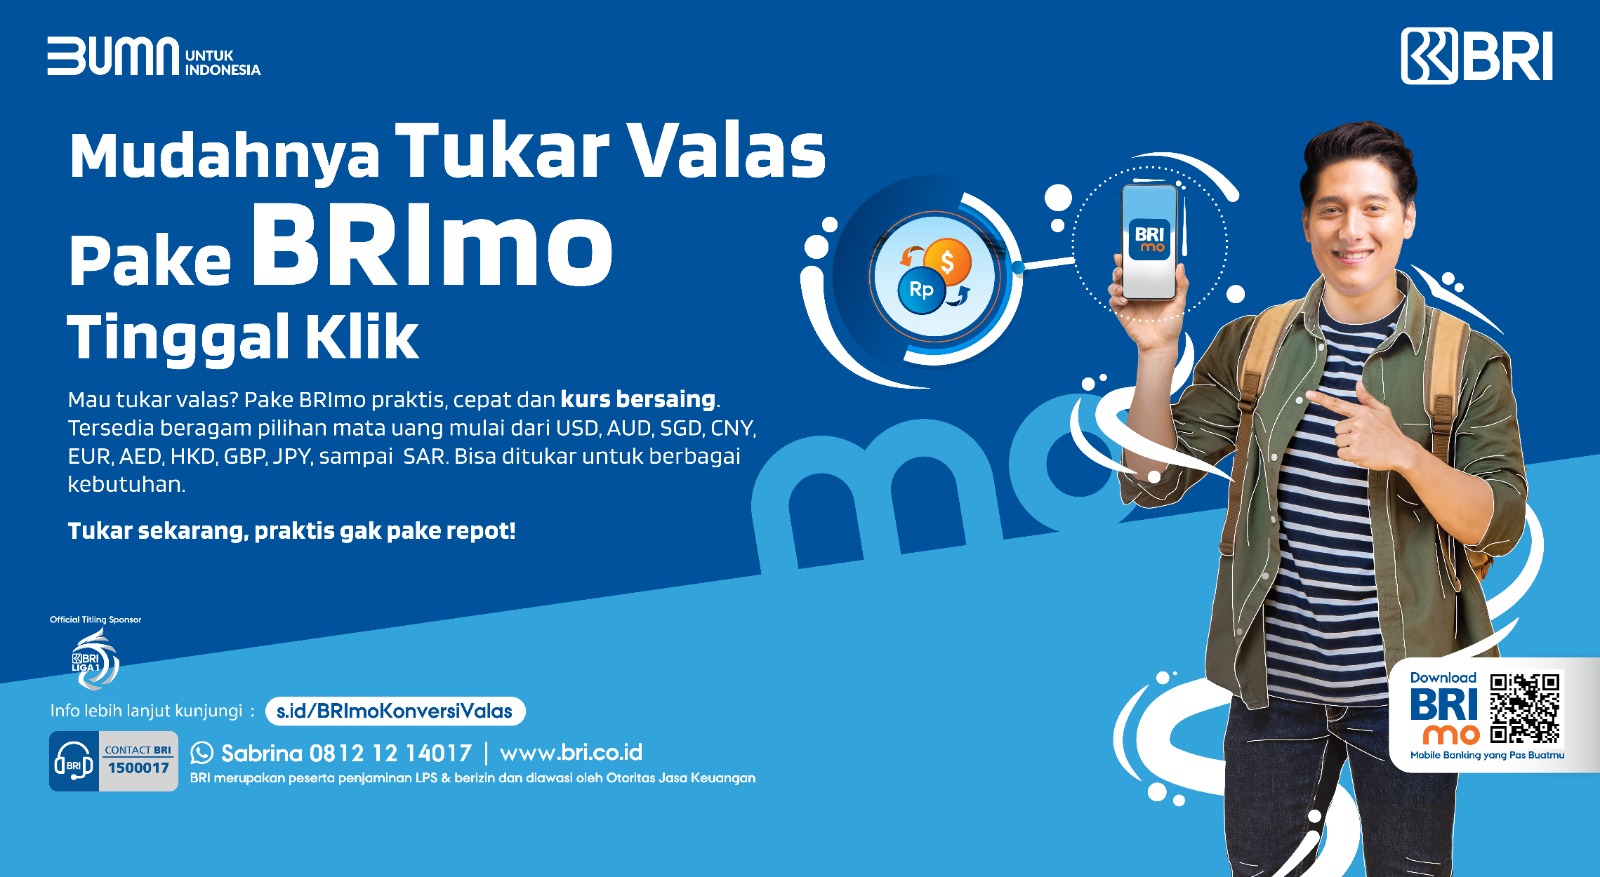 BUMN UNTUK
INDONESIA
BRI
Mudahnya Tukar Valas
Pake BRImo
Tinggal Klik
Mau tukar valas? Pake BRImo praktis, cepat dan kurs bersaing.
Tersedia beragam pilihan mata uang mulai dari USD, AUD, SGD, CNY,
EUR, AED, HKD, GBP, JPY, sampai SAR. Bisa ditukar untuk berbagai
kebutuhan.
Tukar sekarang, praktis gak pake repot!
$
Rp
BRI
mo
mo
Official Titling Sponsor
BRI
LIGA 1
Info lebih lanjut kunjungi : s.id/BRImoKonversiValas
BRI
CONTACT BRI
1500017
Sabrina 0812 12 14017 | www.bri.co.id
BRI merupakan peserta penjaminan LPS & berizin dan diawasi oleh Otoritas Jasa Keuangan
Download
BRI
mo
Mobile Banking yang Pas Buatmu